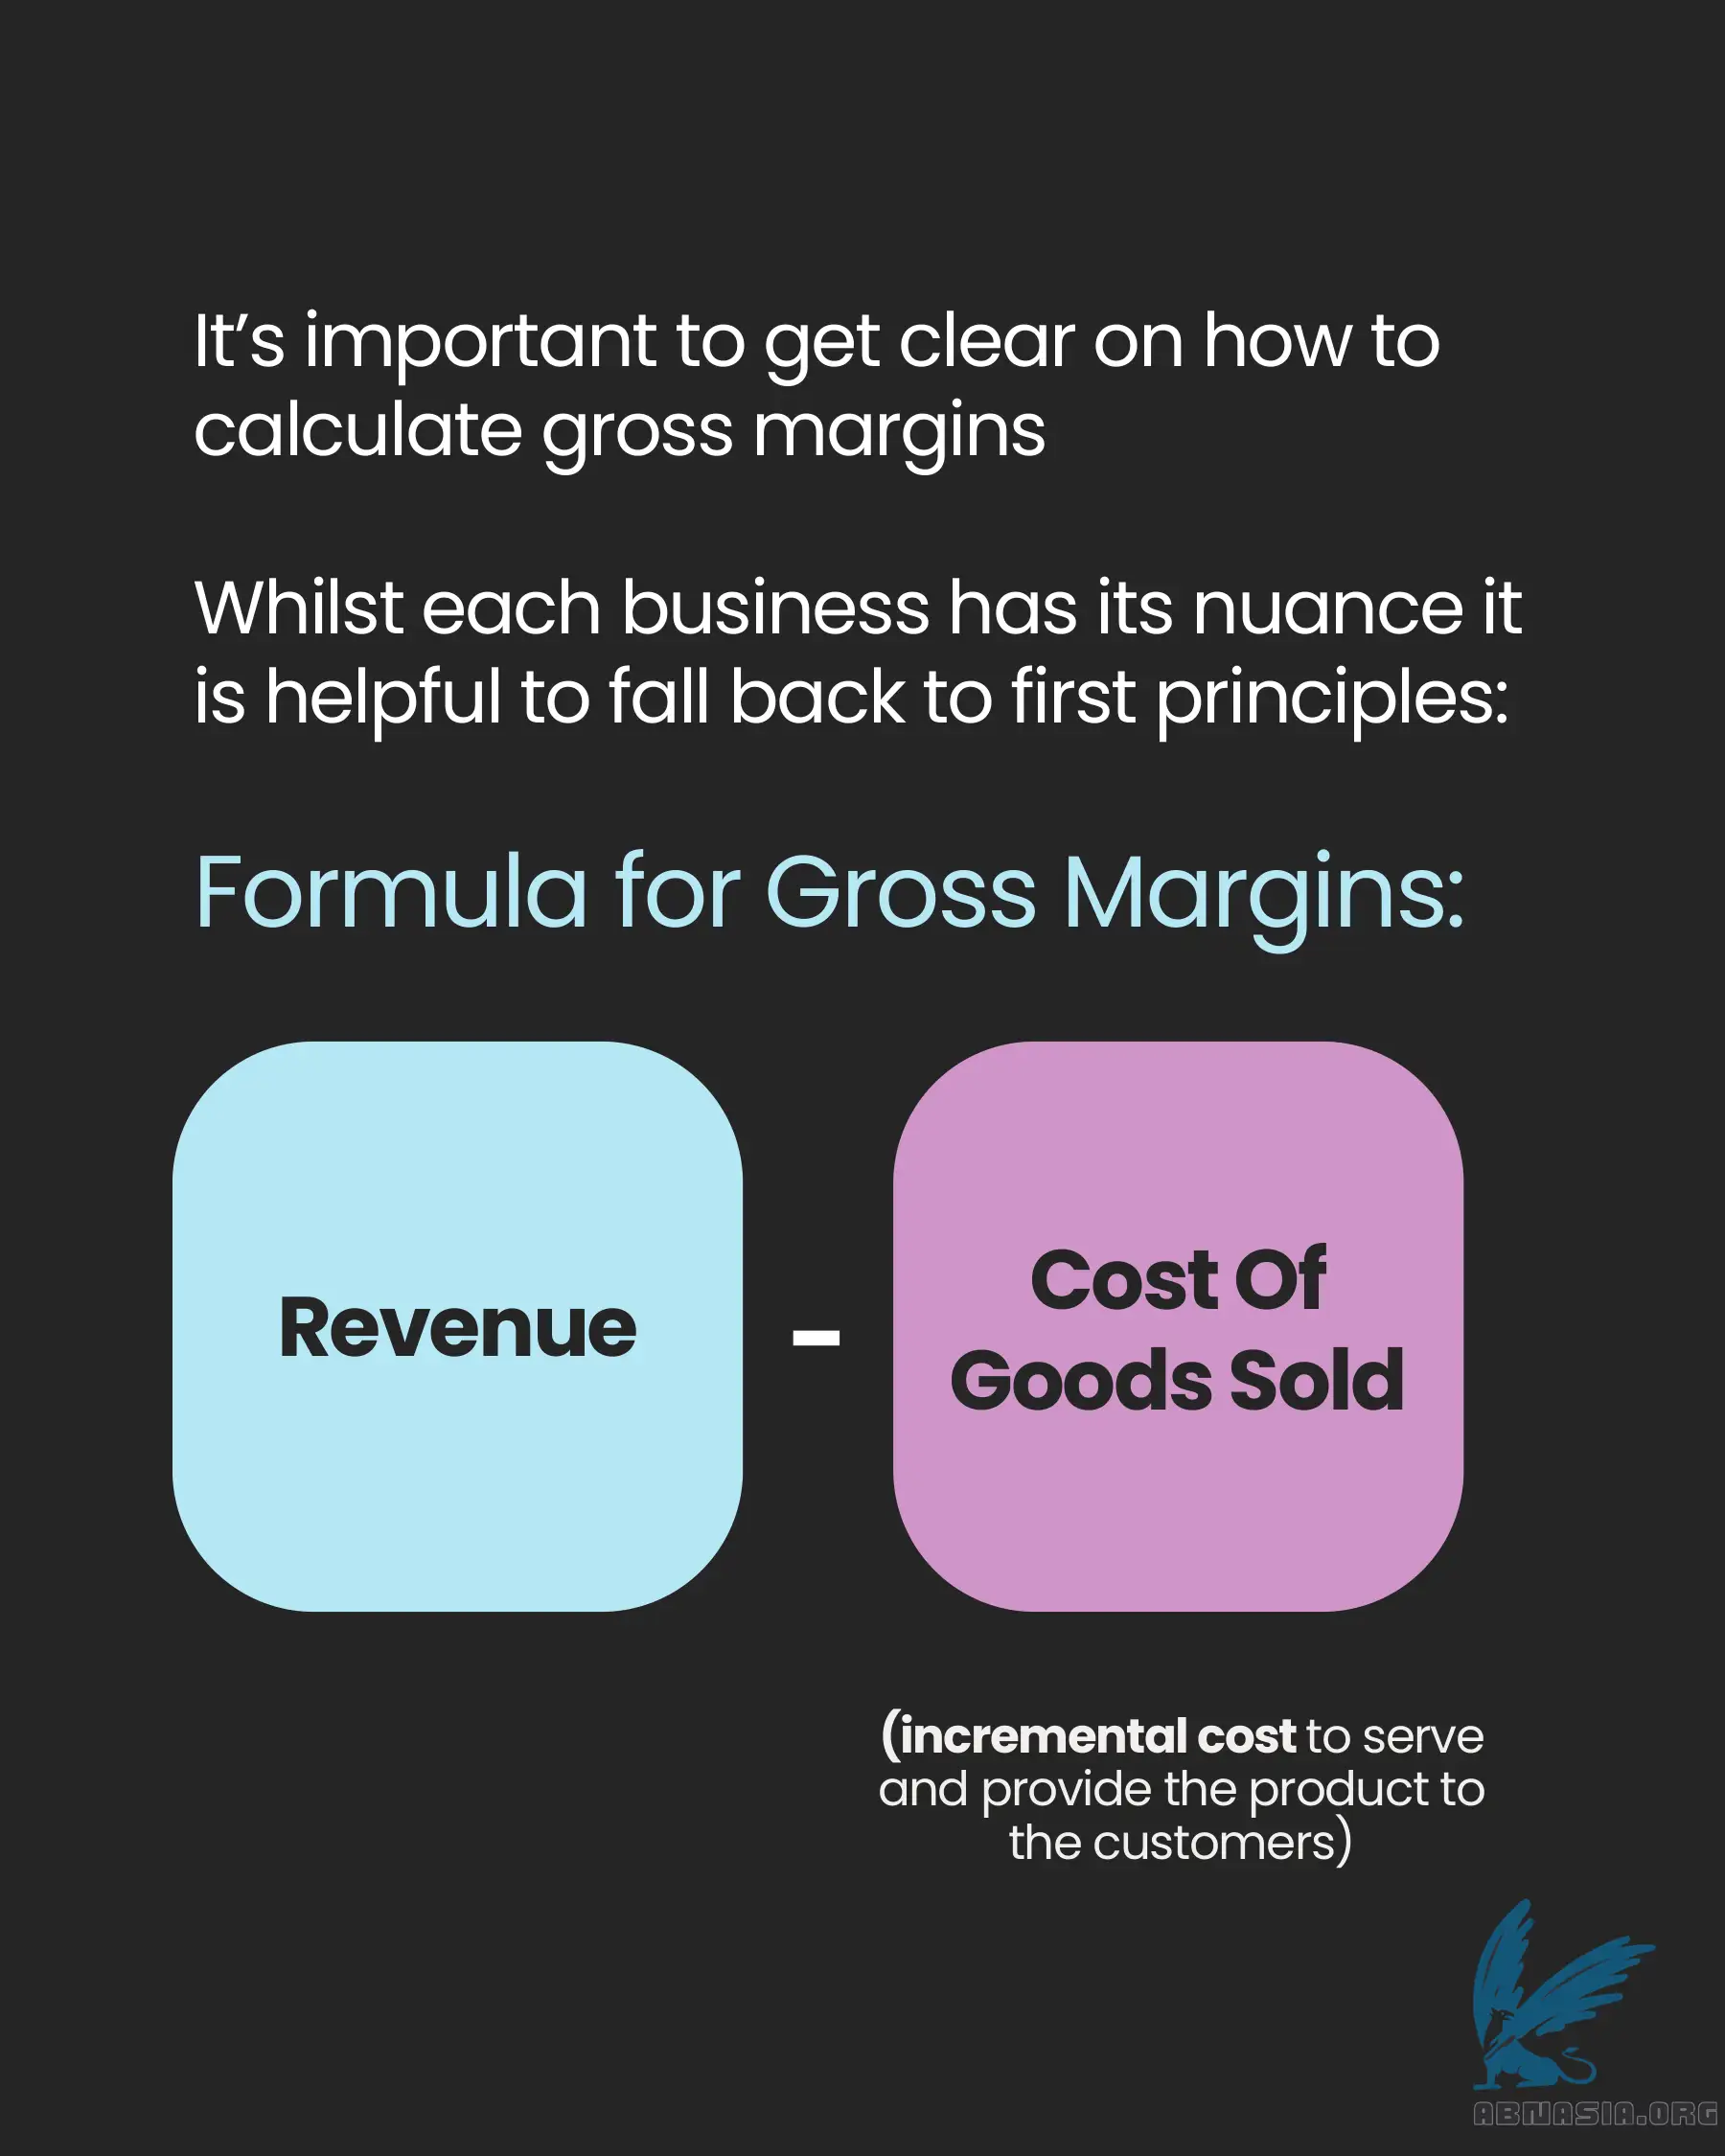 It’s important to get clear on how to
calculate gross margins
Whilst each business has its nuance it
is helpful to fall back to first principles:
Formula for Gross Margins:
Revenue
-
Cost Of
Goods Sold
(incremental cost to serve
and provide the product to
the customers)
ABNASIA.ORG